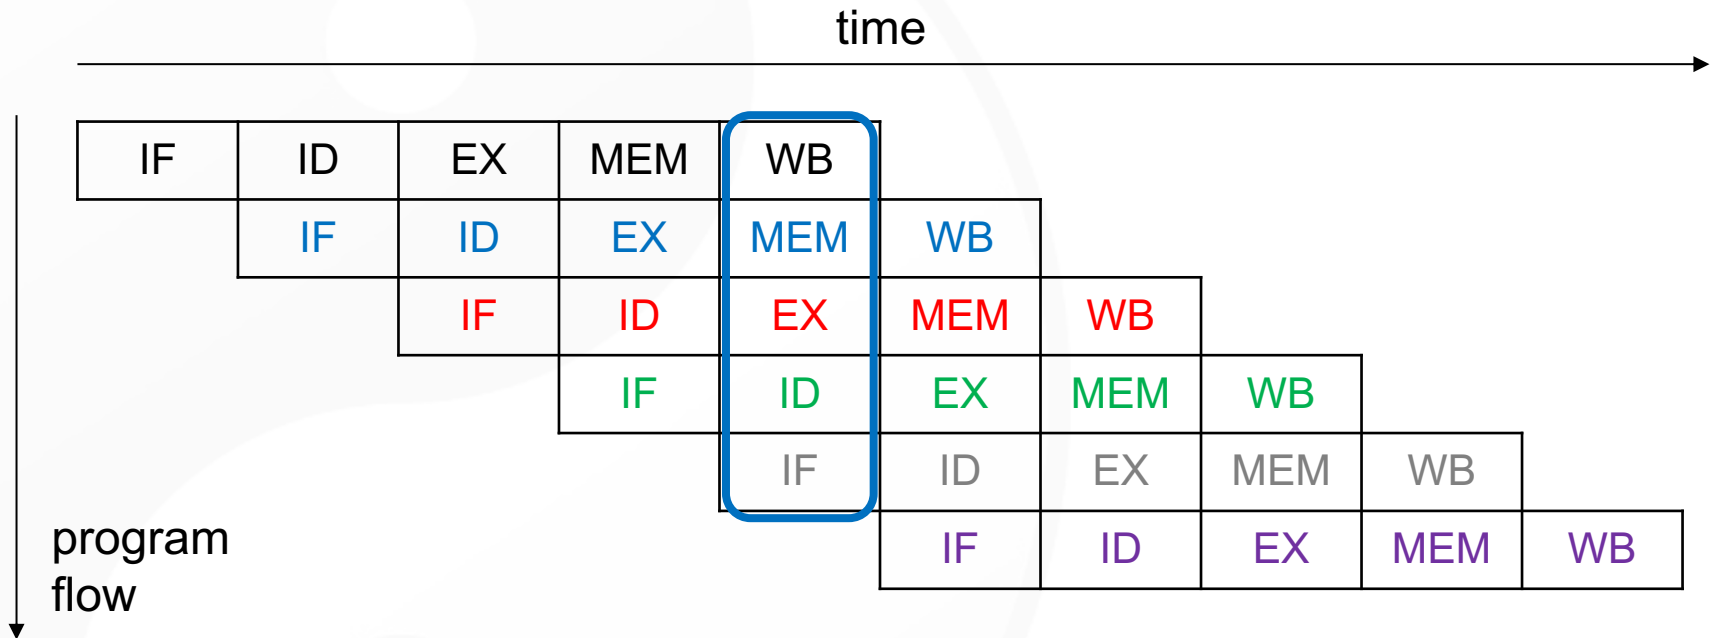 time
IF ID EX MEM WB
IF ID EX MEM WB
IF ID EX MEM WB
IF ID EX MEM WB
IF ID EX MEM WB
IF ID EX MEM WB
program
flow